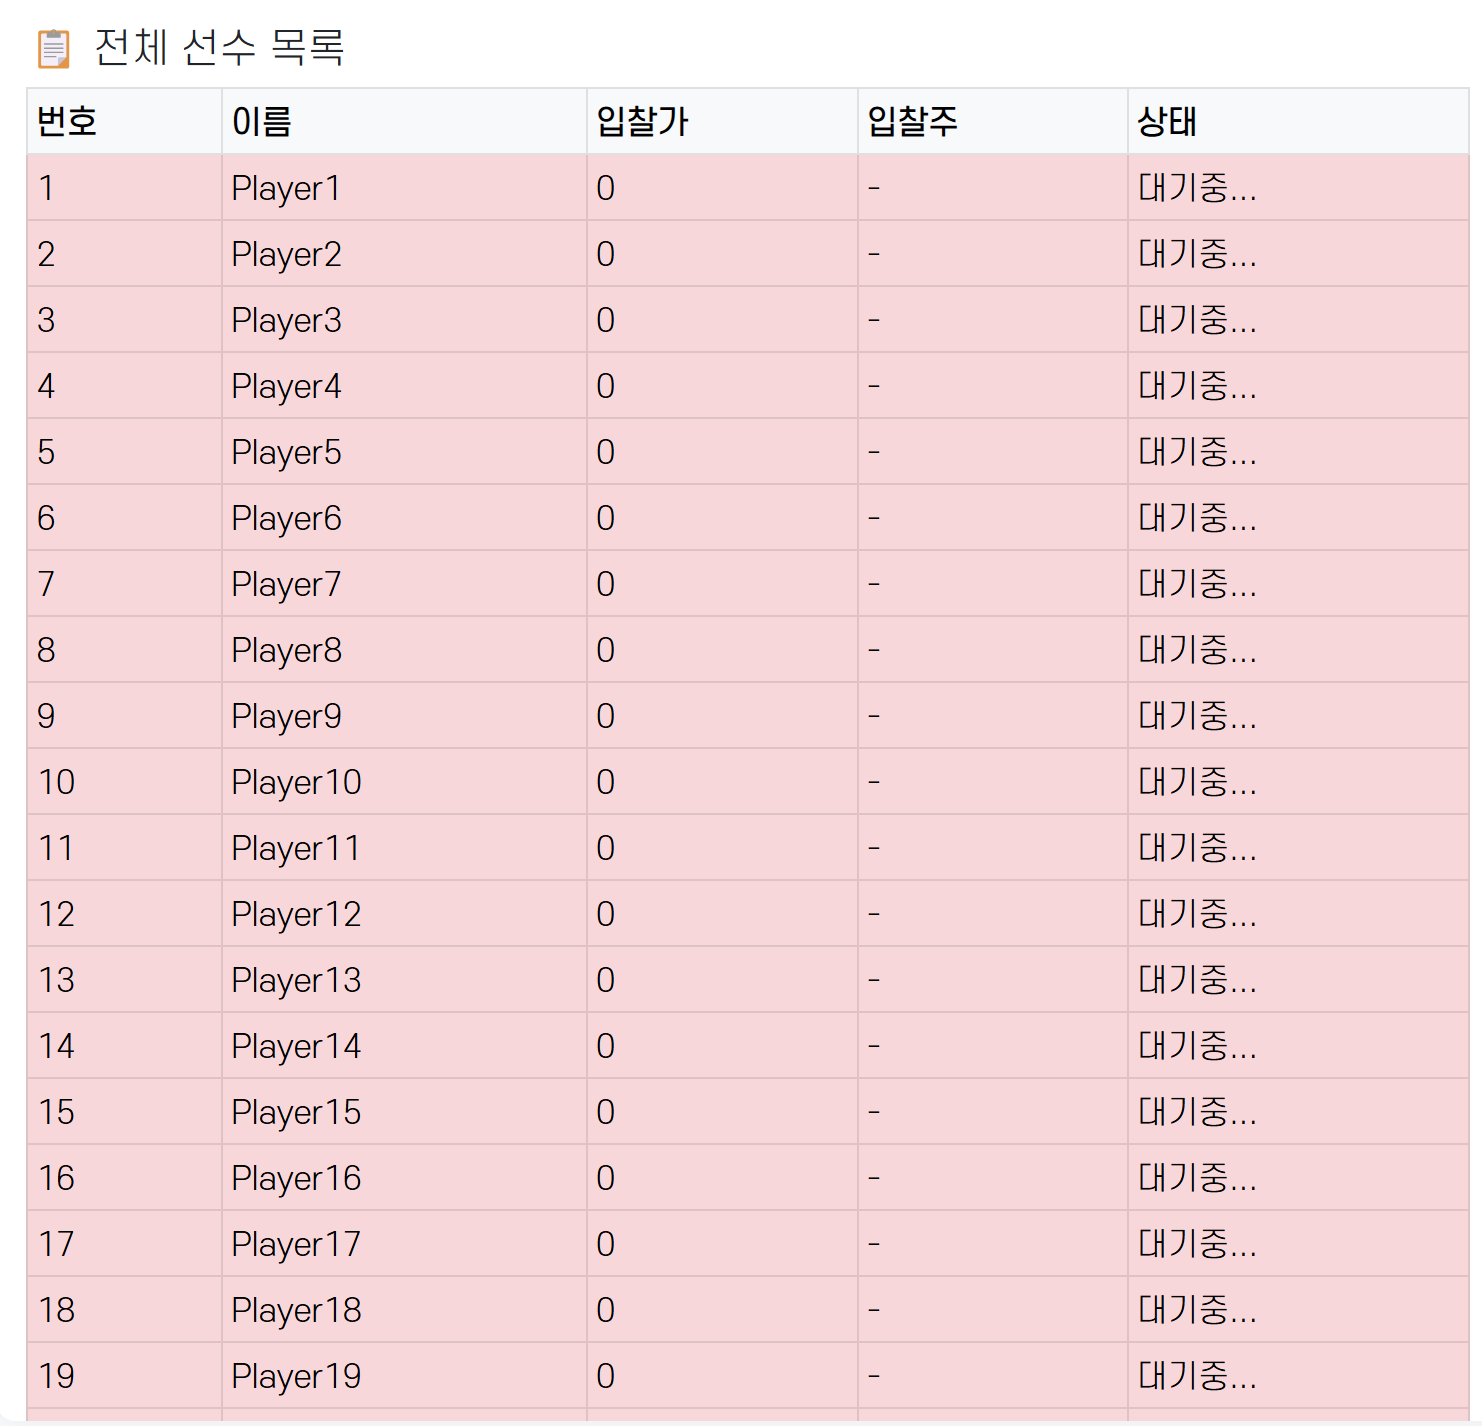 전체 선수 목록
번호 이름 입찰가 입찰주 상태
1 Player1 0 - 대기중...
2 Player2 0 - 대기중...
3 Player3 0 - 대기중...
4 Player4 0 - 대기중...
5 Player5 0 - 대기중...
6 Player6 0 - 대기중...
7 Player7 0 - 대기중...
8 Player8 0 - 대기중...
9 Player9 0 - 대기중...
10 Player10 0 - 대기중...
11 Player11 0 - 대기중...
12 Player12 0 - 대기중...
13 Player13 0 - 대기중...
14 Player14 0 - 대기중...
15 Player15 0 - 대기중...
16 Player16 0 - 대기중...
17 Player17 0 - 대기중...
18 Player18 0 - 대기중...
19 Player19 0 - 대기중...